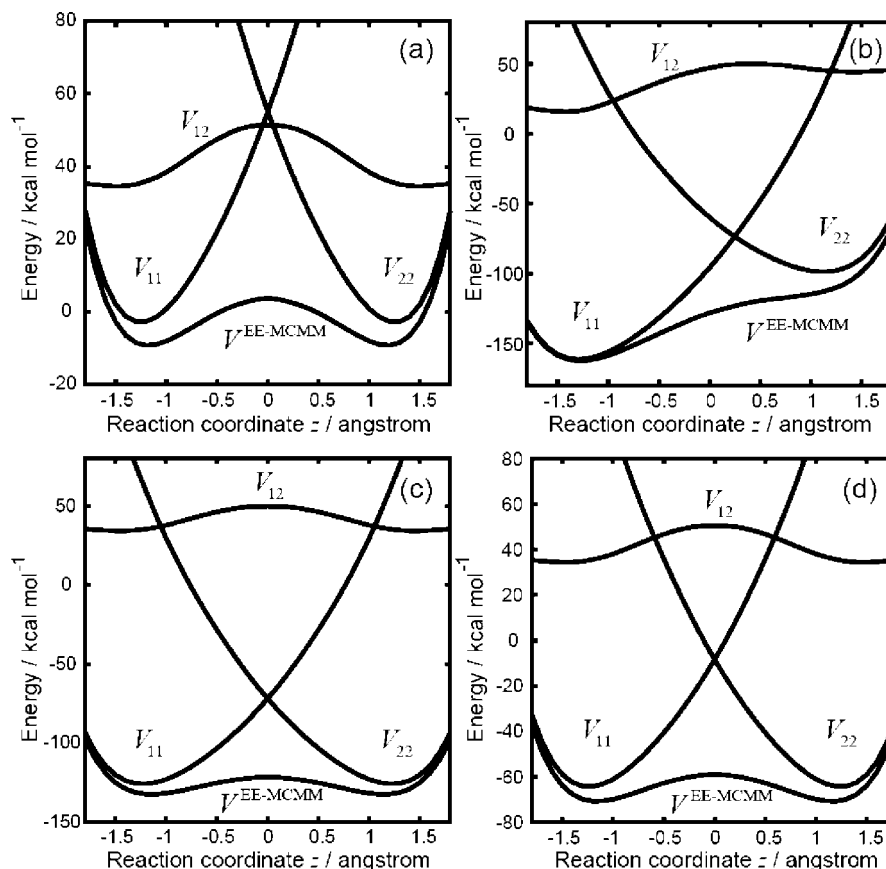 80
60
40
20
0
-20
Energy / kcal mol⁻¹
(a)
V₁₂
V₁₁
V₂₂
V^EE-MCMM
-1.5 -1 -0.5 0 0.5 1 1.5
Reaction coordinate z / angstrom
50
0
-50
-100
-150
Energy / kcal mol⁻¹
(b)
V₁₂
V₂₂
V₁₁
V^EE-MCMM
-1.5 -1 -0.5 0 0.5 1 1.5
Reaction coordinate z / angstrom
50
0
-50
-100
-150
Energy / kcal mol⁻¹
(c)
V₁₂
V₁₁
V₂₂
V^EE-MCMM
-1.5 -1 -0.5 0 0.5 1 1.5
Reaction coordinate z / angstrom
80
60
40
20
0
-20
-40
-60
-80
Energy / kcal mol⁻¹
(d)
V₁₂
V₁₁
V₂₂
V^EE-MCMM
-1.5 -1 -0.5 0 0.5 1 1.5
Reaction coordinate z / angstrom